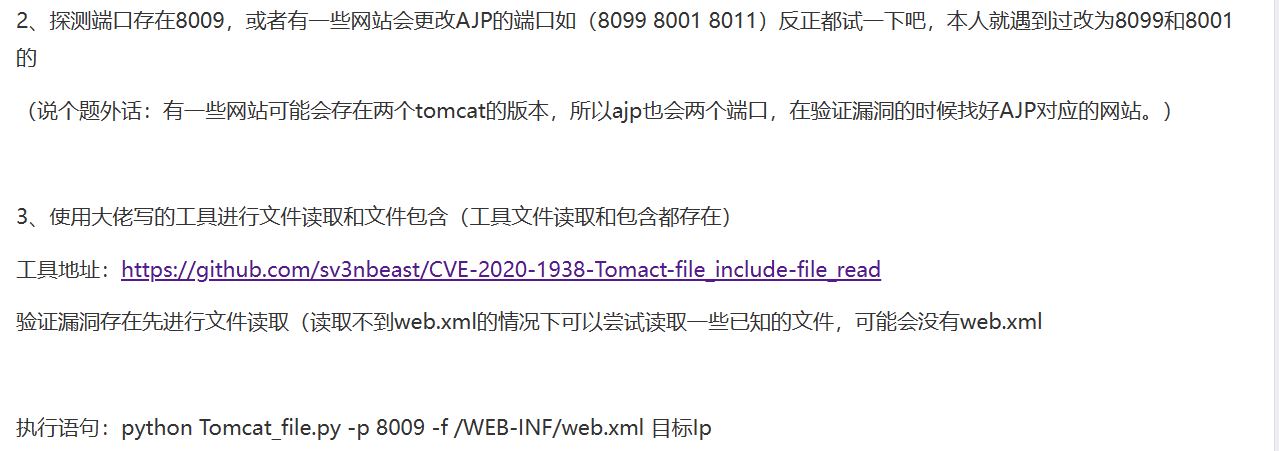 2、探测端口存在8009，或者有一些网站会更改AJP的端口如（8099 8001 8011）反正都试一下吧，本人就遇到过改为8099和8001
的
（说个题外话：有一些网站可能会存在两个tomcat的版本，所以ajp也会两个端口，在验证漏洞的时候找好AJP对应的网站。）
3、使用大佬写的工具进行文件读取和文件包含（工具文件读取和包含都存在）
工具地址：https://github.com/sv3nbeast/CVE-2020-1938-Tomact-file_include-file_read
验证漏洞存在先进行文件读取（读取不到web.xml的情况下可以尝试读取一些已知的文件，可能会没有web.xml
执行语句：python Tomcat_file.py -p 8009 -f /WEB-INF/web.xml 目标Ip